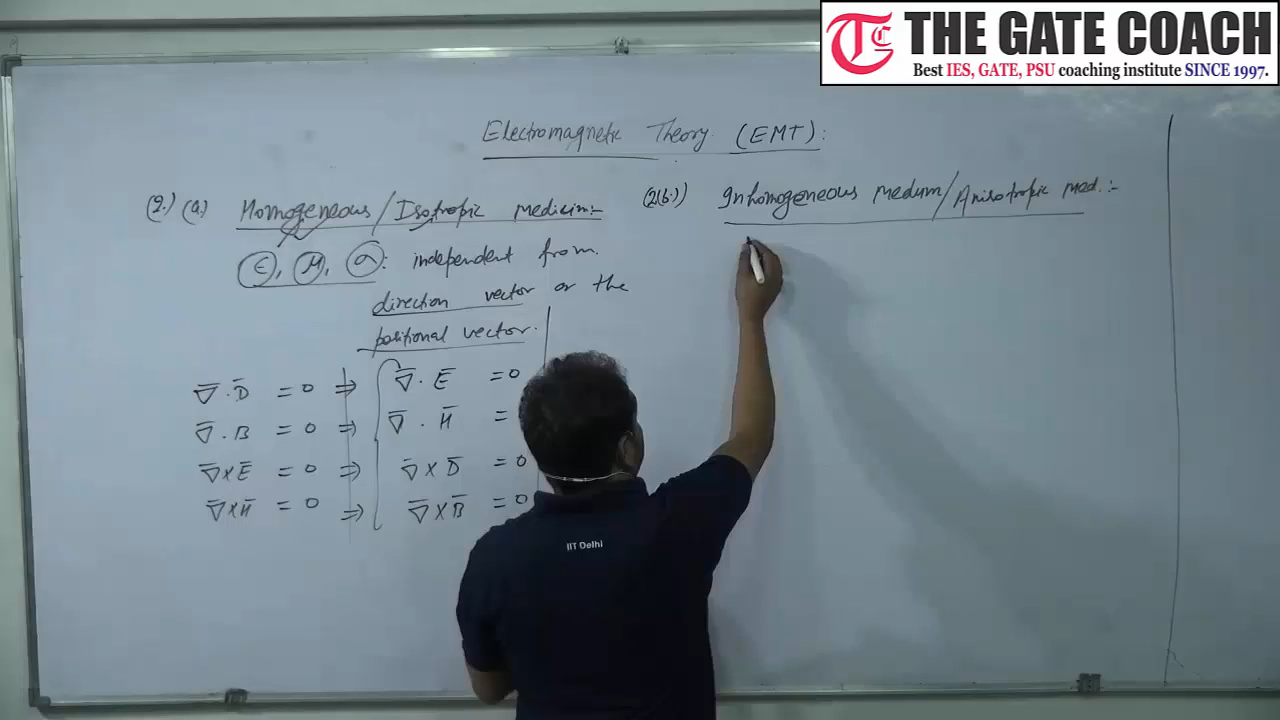 THE GATE COACH
Best IES, GATE, PSU coaching institute SINCE 1997.
Electromagnetic Theory (EMT):
(2.) (a.) Homogeneous/Isotropic medicim:-
ϵ, μ, σ: independent from
direction vector or the
positional vector.
∇̅. D̅ = 0 ⇒ ∇̅. E̅ = 0
∇̅. B = 0 ⇒ ∇̅. H̅ =
∇̅×E̅ = 0 ⇒ ∇̅×D̅ = 0
∇̅×H̅ = 0 ⇒ ∇̅×B̅ = 0
(2(b.)) Inhomogeneous medum/Anisotropic med.:-
IIT Delhi